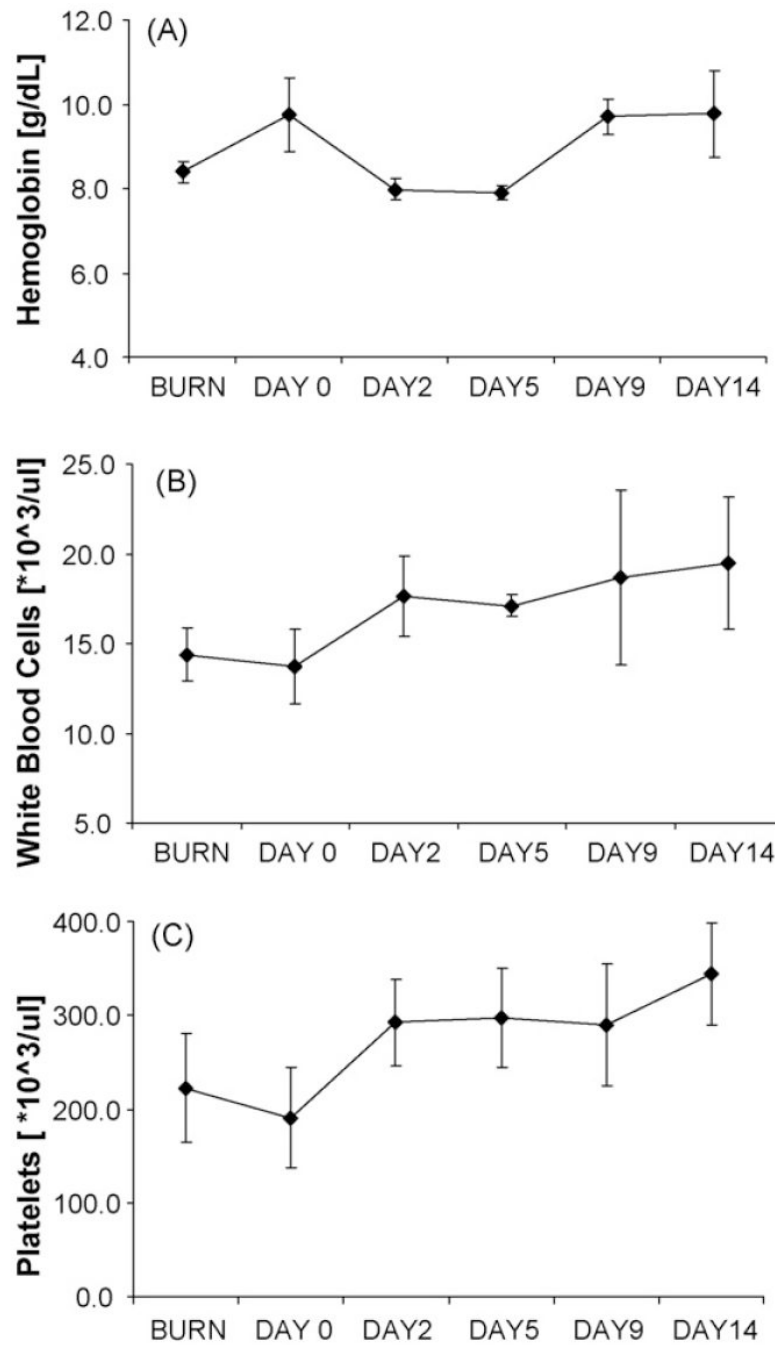 (A)
Hemoglobin [g/dL]
12.0
10.0
8.0
6.0
4.0
BURN DAY 0 DAY2 DAY5 DAY9 DAY14
(B)
White Blood Cells [*10^3/ul]
25.0
20.0
15.0
10.0
5.0
BURN DAY 0 DAY2 DAY5 DAY9 DAY14
(C)
Platelets [ *10^3/ul]
400.0
300.0
200.0
100.0
0.0
BURN DAY 0 DAY2 DAY5 DAY9 DAY14